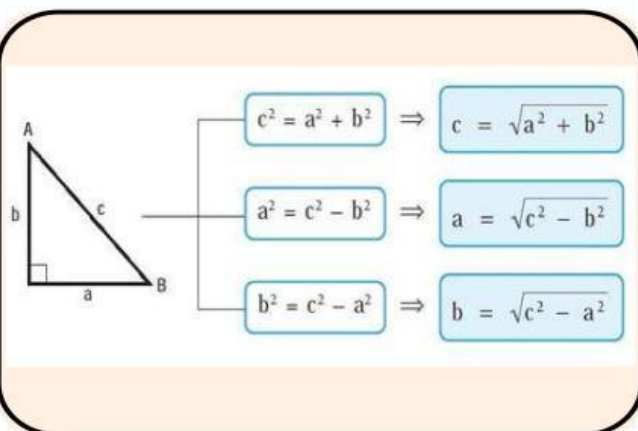 A
b
c
a
B
c² = a² + b² ⇒ c = √(a² + b²)
a² = c² − b² ⇒ a = √(c² − b²)
b² = c² − a² ⇒ b = √(c² − a²)